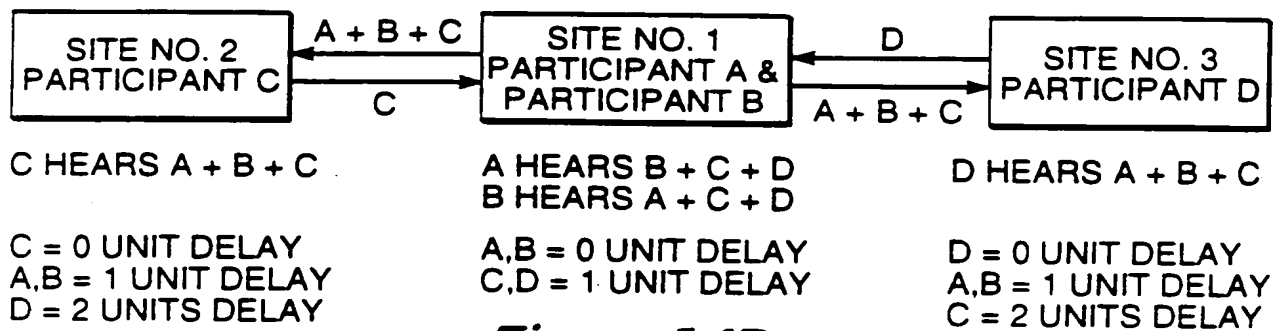 SITE NO. 2
PARTICIPANT C
A + B + C
C
SITE NO. 1
PARTICIPANT A &
PARTICIPANT B
D
A + B + C
SITE NO. 3
PARTICIPANT D
C HEARS A + B + C
C = 0 UNIT DELAY
A,B = 1 UNIT DELAY
D = 2 UNITS DELAY
A HEARS B + C + D
B HEARS A + C + D
A,B = 0 UNIT DELAY
C,D = 1 UNIT DELAY
D HEARS A + B + C
D = 0 UNIT DELAY
A,B = 1 UNIT DELAY
C = 2 UNITS DELAY